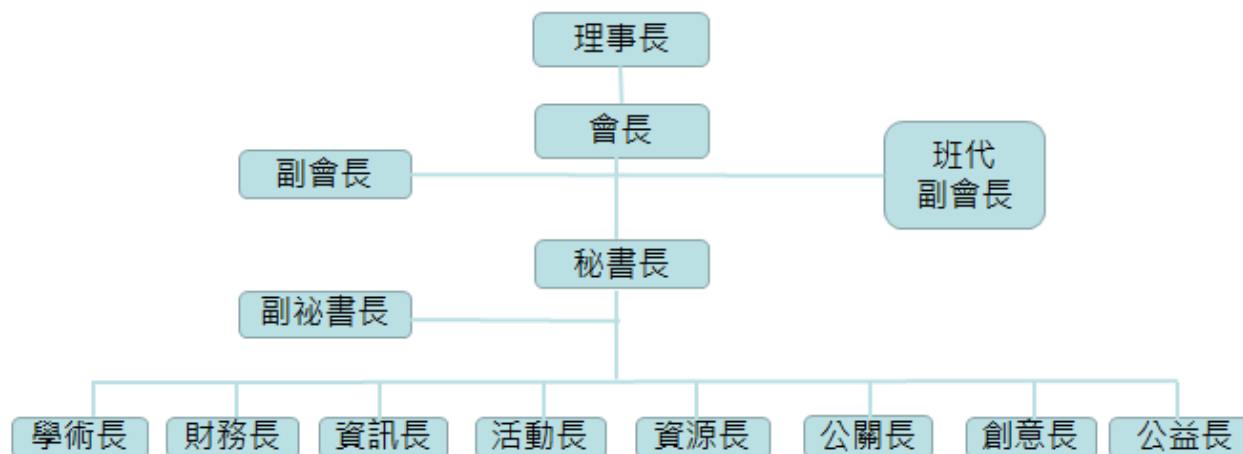 理事長
會長
副會長
班代
副會長
秘書長
副祕書長
學術長
財務長
資訊長
活動長
資源長
公關長
創意長
公益長